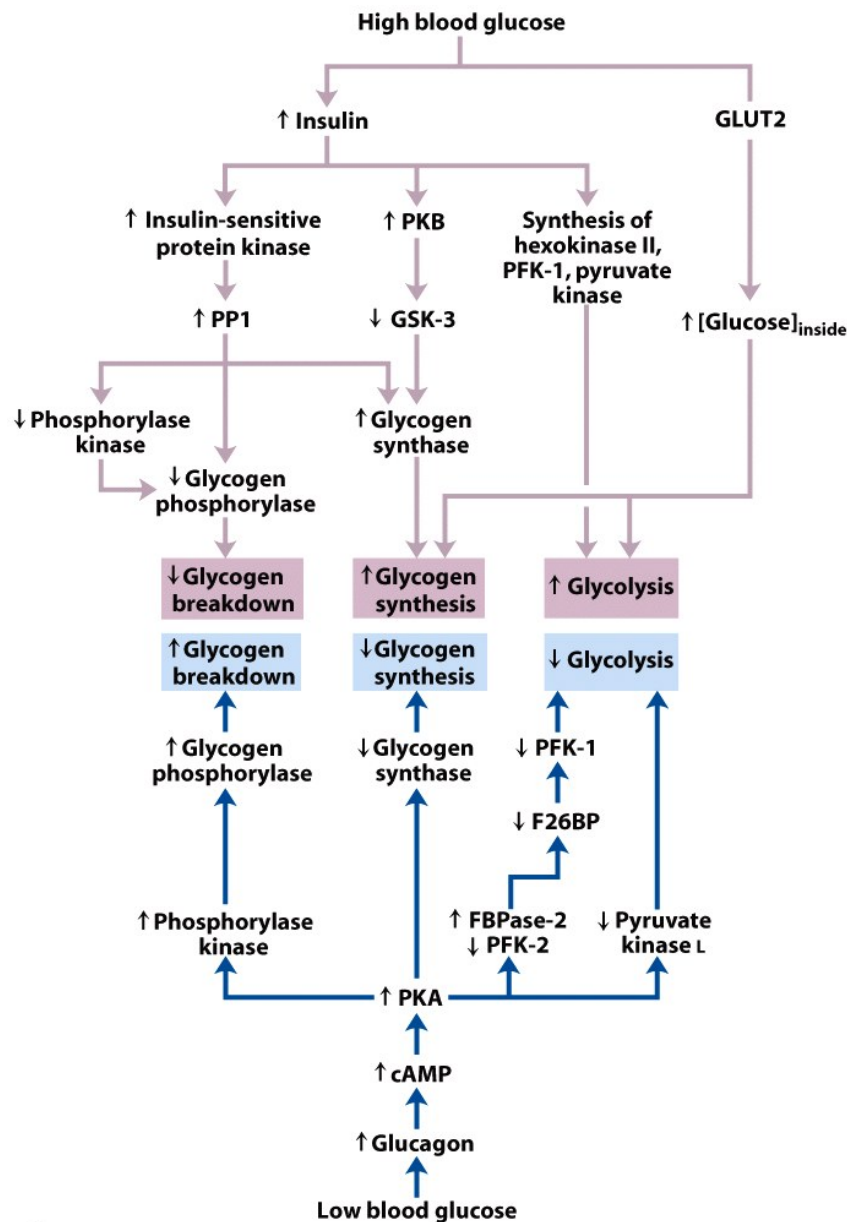 High blood glucose
↑ Insulin
GLUT2
↑ Insulin-sensitive
protein kinase
↑ PKB
Synthesis of
hexokinase II,
PFK-1, pyruvate
kinase
↑ PP1
↓ GSK-3
↑ [Glucose]inside
↓ Phosphorylase
kinase
↑ Glycogen
synthase
↓ Glycogen
phosphorylase
↓ Glycogen
breakdown
↑ Glycogen
synthesis
↑ Glycolysis
↑ Glycogen
breakdown
↓ Glycogen
synthesis
↓ Glycolysis
↑ Glycogen
phosphorylase
↓ Glycogen
synthase
↓ PFK-1
↓ F26BP
↑ Phosphorylase
kinase
↑ FBPase-2
↓ PFK-2
↓ Pyruvate
kinase L
↑ PKA
↑ cAMP
↑ Glucagon
Low blood glucose